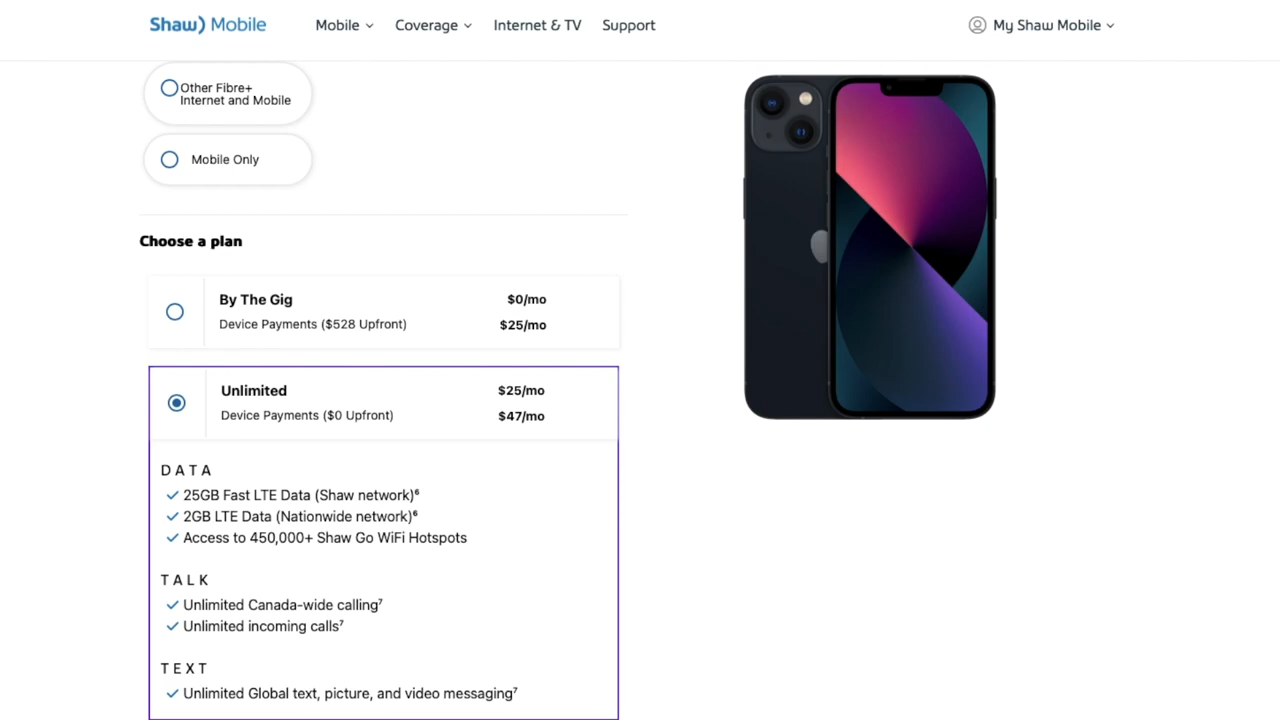 Shaw) Mobile
Mobile
Coverage
Internet & TV
Support
My Shaw Mobile
Other Fibre+
Internet and Mobile
Mobile Only
Choose a plan
By The Gig $0/mo
Device Payments ($528 Upfront) $25/mo
Unlimited $25/mo
Device Payments ($0 Upfront) $47/mo
DATA
25GB Fast LTE Data (Shaw network)⁶
2GB LTE Data (Nationwide network)⁶
Access to 450,000+ Shaw Go WiFi Hotspots
TALK
Unlimited Canada-wide calling⁷
Unlimited incoming calls⁷
TEXT
Unlimited Global text, picture, and video messaging⁷